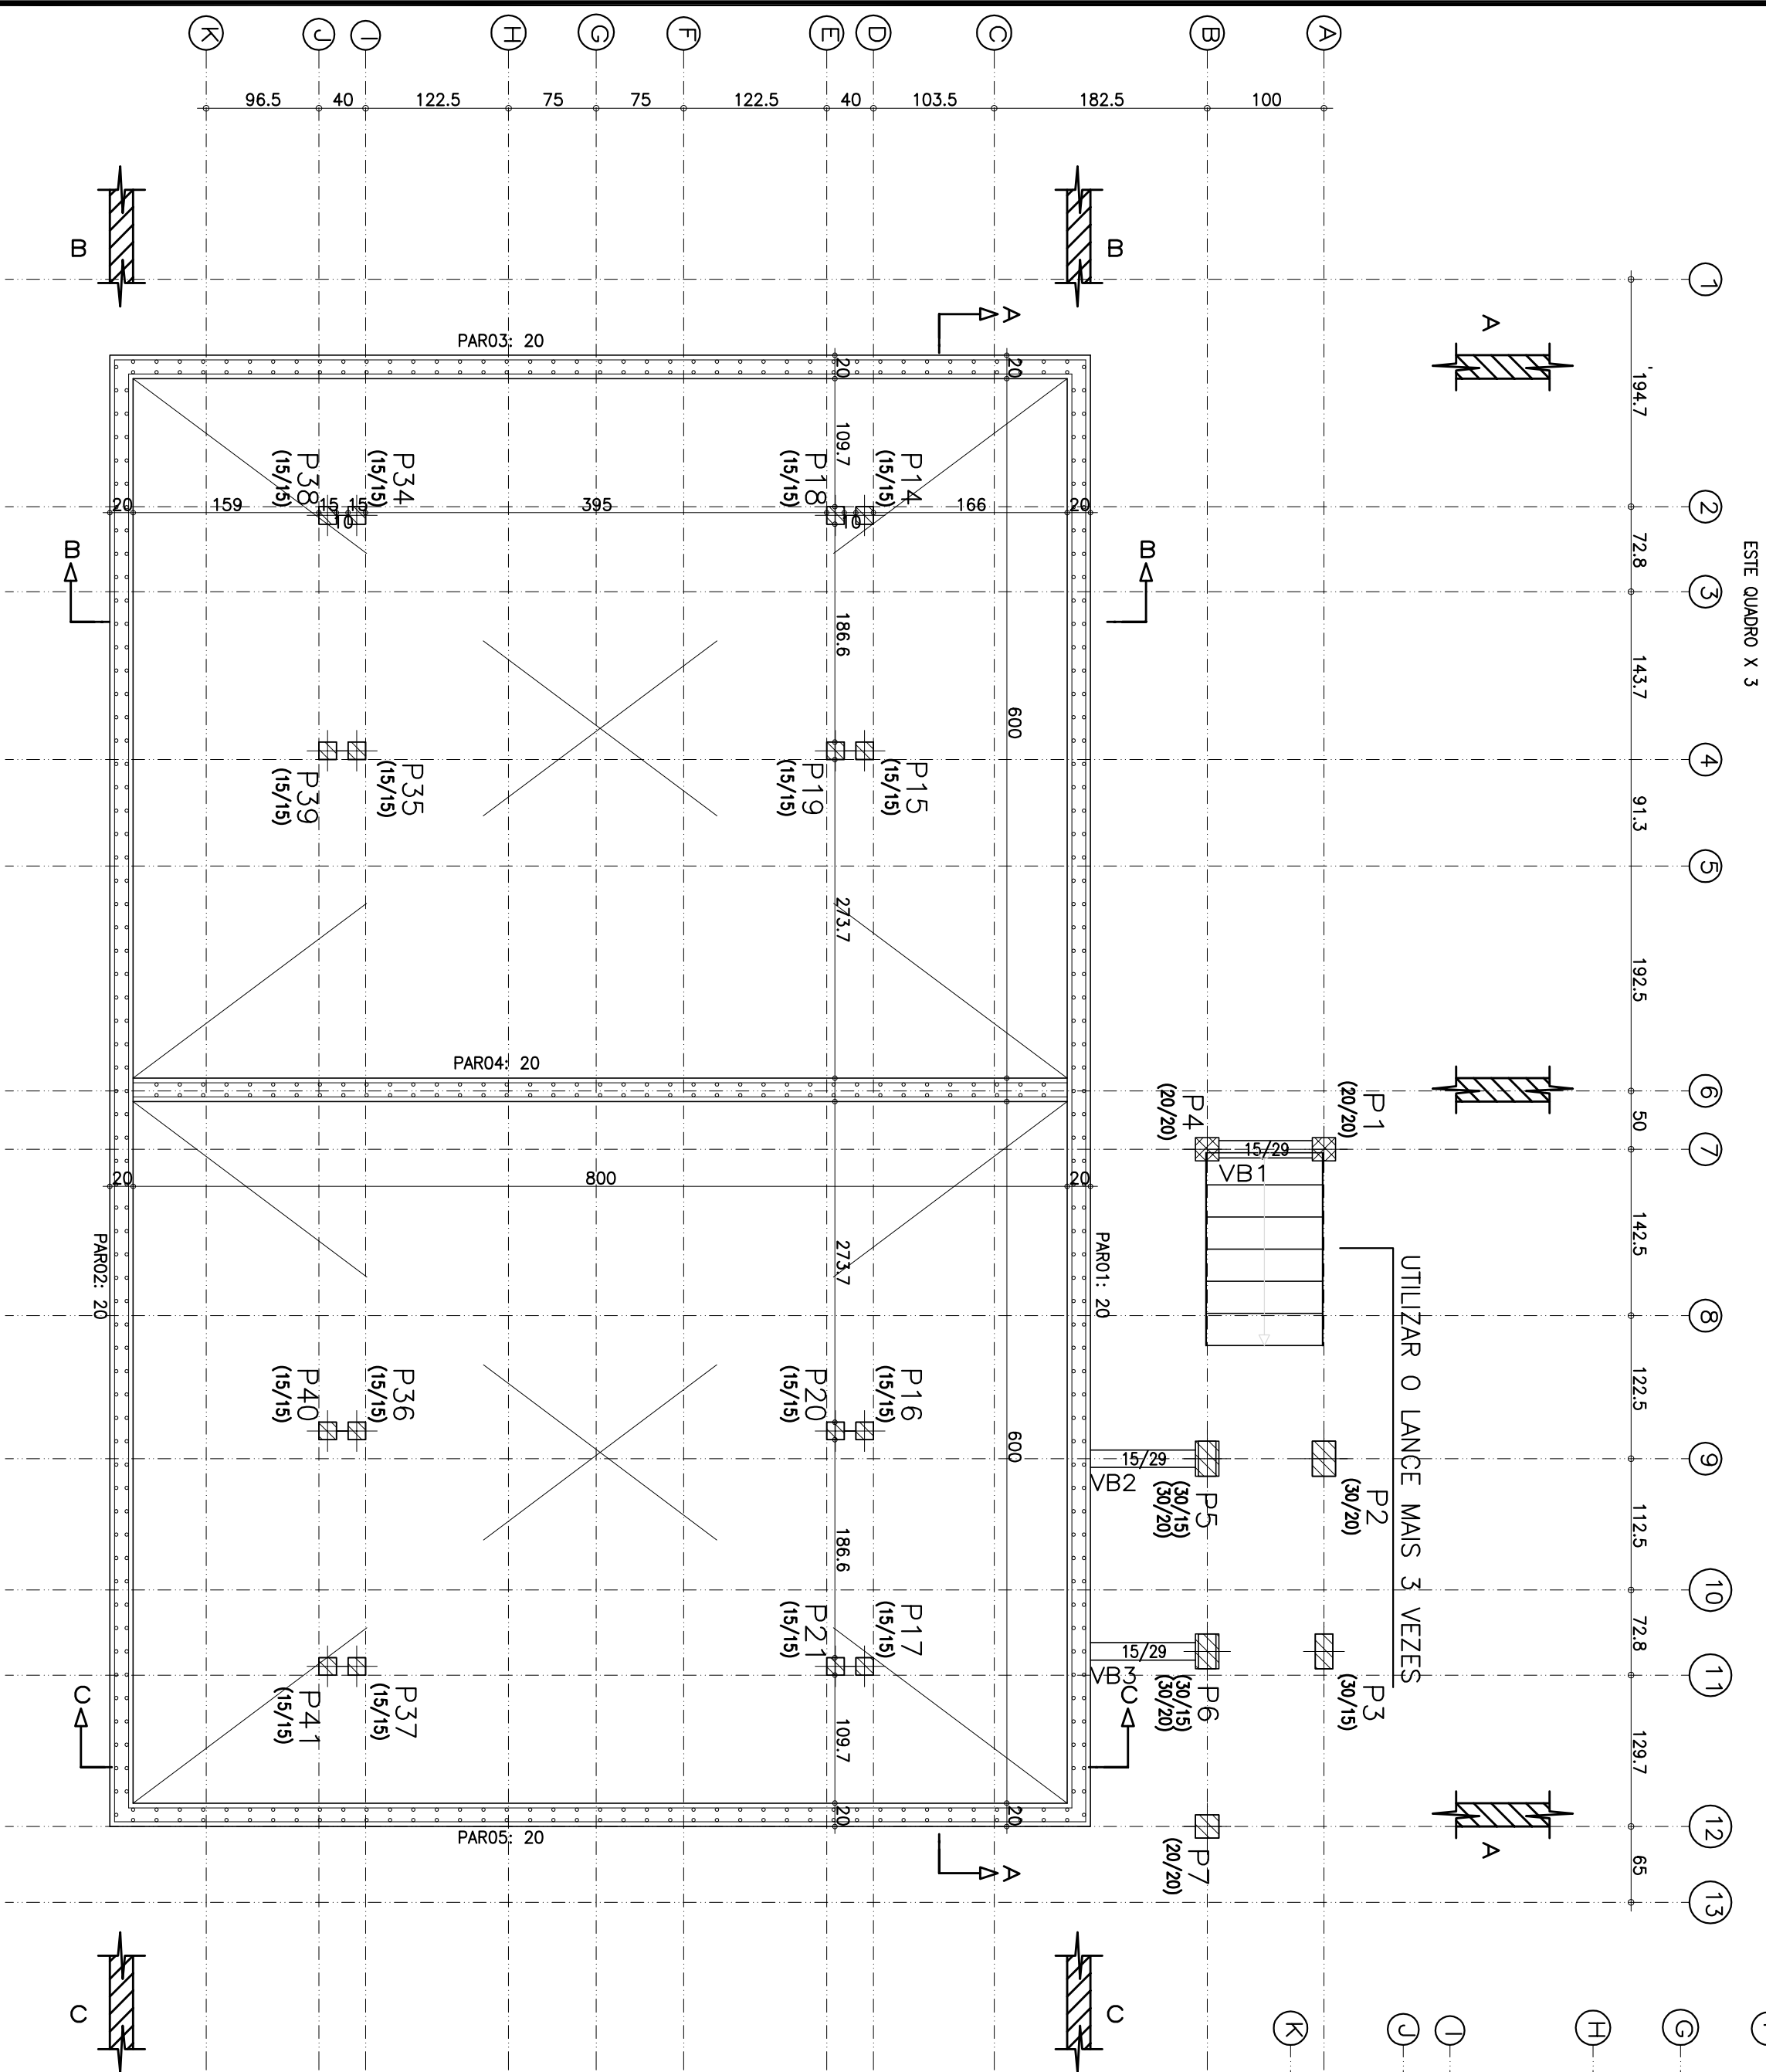 K
J
I
H
G
F
E
D
C
B
A
96.5
40
122.5
75
75
122.5
40
103.5
182.5
100
B
B
A
1
'194.7
2
72.8
3
143.7
4
91.3
5
192.5
6
50
7
142.5
8
122.5
9
112.5
10
72.8
11
129.7
12
65
13
ESTE QUADRO X 3
A
PAR03: 20
20
20
109.7
P38
(15/15)
P34
(15/15)
P18
(15/15)
P14
(15/15)
20
159
15
15
10
395
10
166
20
B
B
186.6
600
P39
(15/15)
P35
(15/15)
P19
(15/15)
P15
(15/15)
273.7
PAR04: 20
P4
(20/20)
P1
(20/20)
15/29
VB1
20
800
20
PAR02: 20
PAR01: 20
273.7
UTILIZAR O LANCE MAIS 3 VEZES
P40
(15/15)
P36
(15/15)
P20
(15/15)
P16
(15/15)
600
15/29
VB2
P5
(30/15)
(30/20)
P2
(30/20)
186.6
P41
(15/15)
P37
(15/15)
P21
(15/15)
P17
(15/15)
15/29
VB3
P6
(30/15)
(30/20)
P3
(30/15)
C
C
109.7
20
20
PAR05: 20
P7
(20/20)
A
A
C
C
K
J
I
H
G